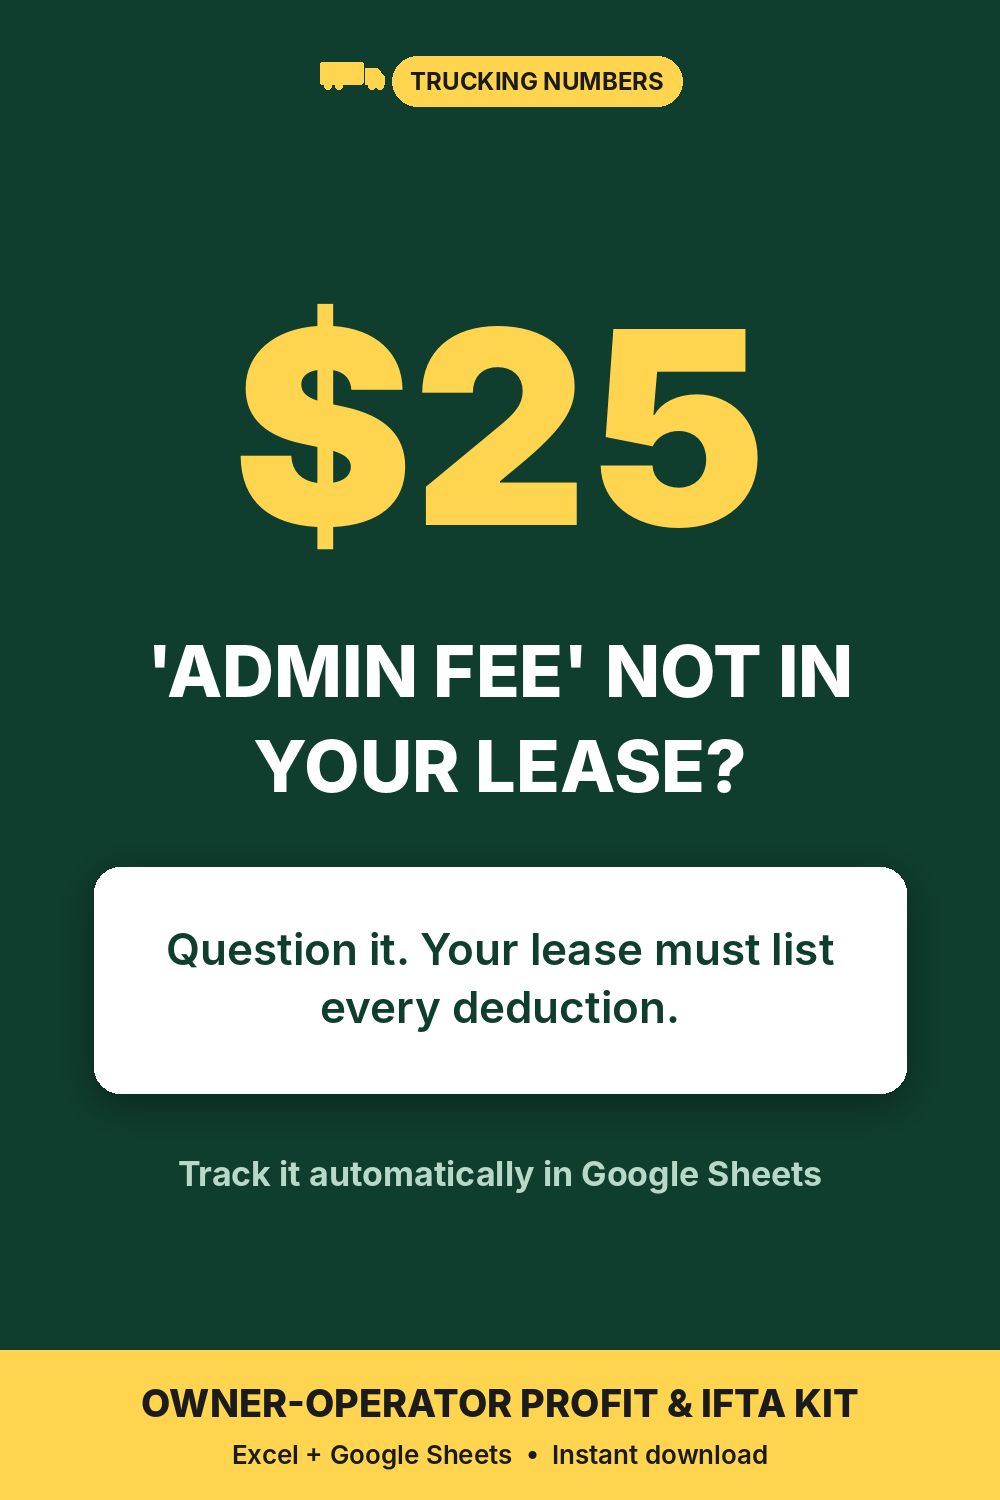 TRUCKING NUMBERS
$25
'ADMIN FEE' NOT IN
YOUR LEASE?
Question it. Your lease must list
every deduction.
Track it automatically in Google Sheets
OWNER-OPERATOR PROFIT & IFTA KIT
Excel + Google Sheets • Instant download